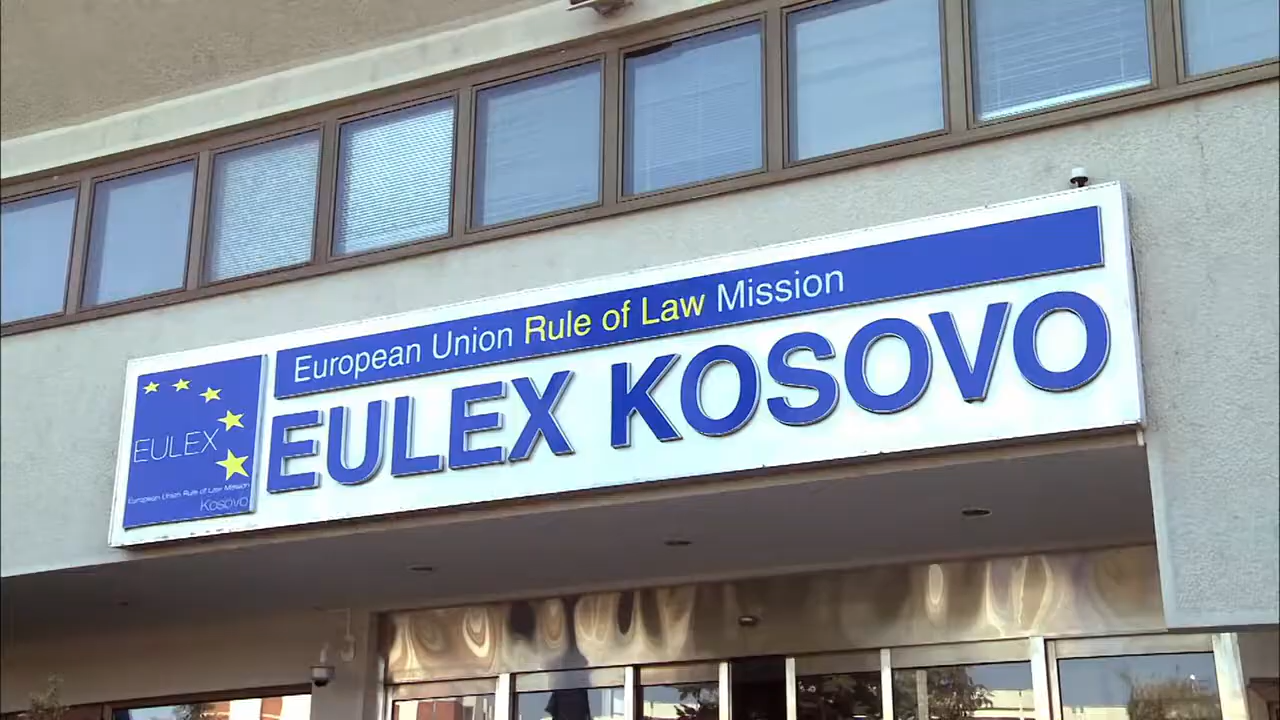 European Union Rule of Law Mission
EULEX KOSOVO
EULEX
European Union Rule of Law Mission
Kosovo